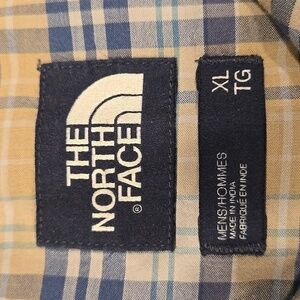 THE
NORTH
FACE
®
XL
TG
MENS/HOMMES
MADE IN INDIA
FABRIQUÉ EN INDE